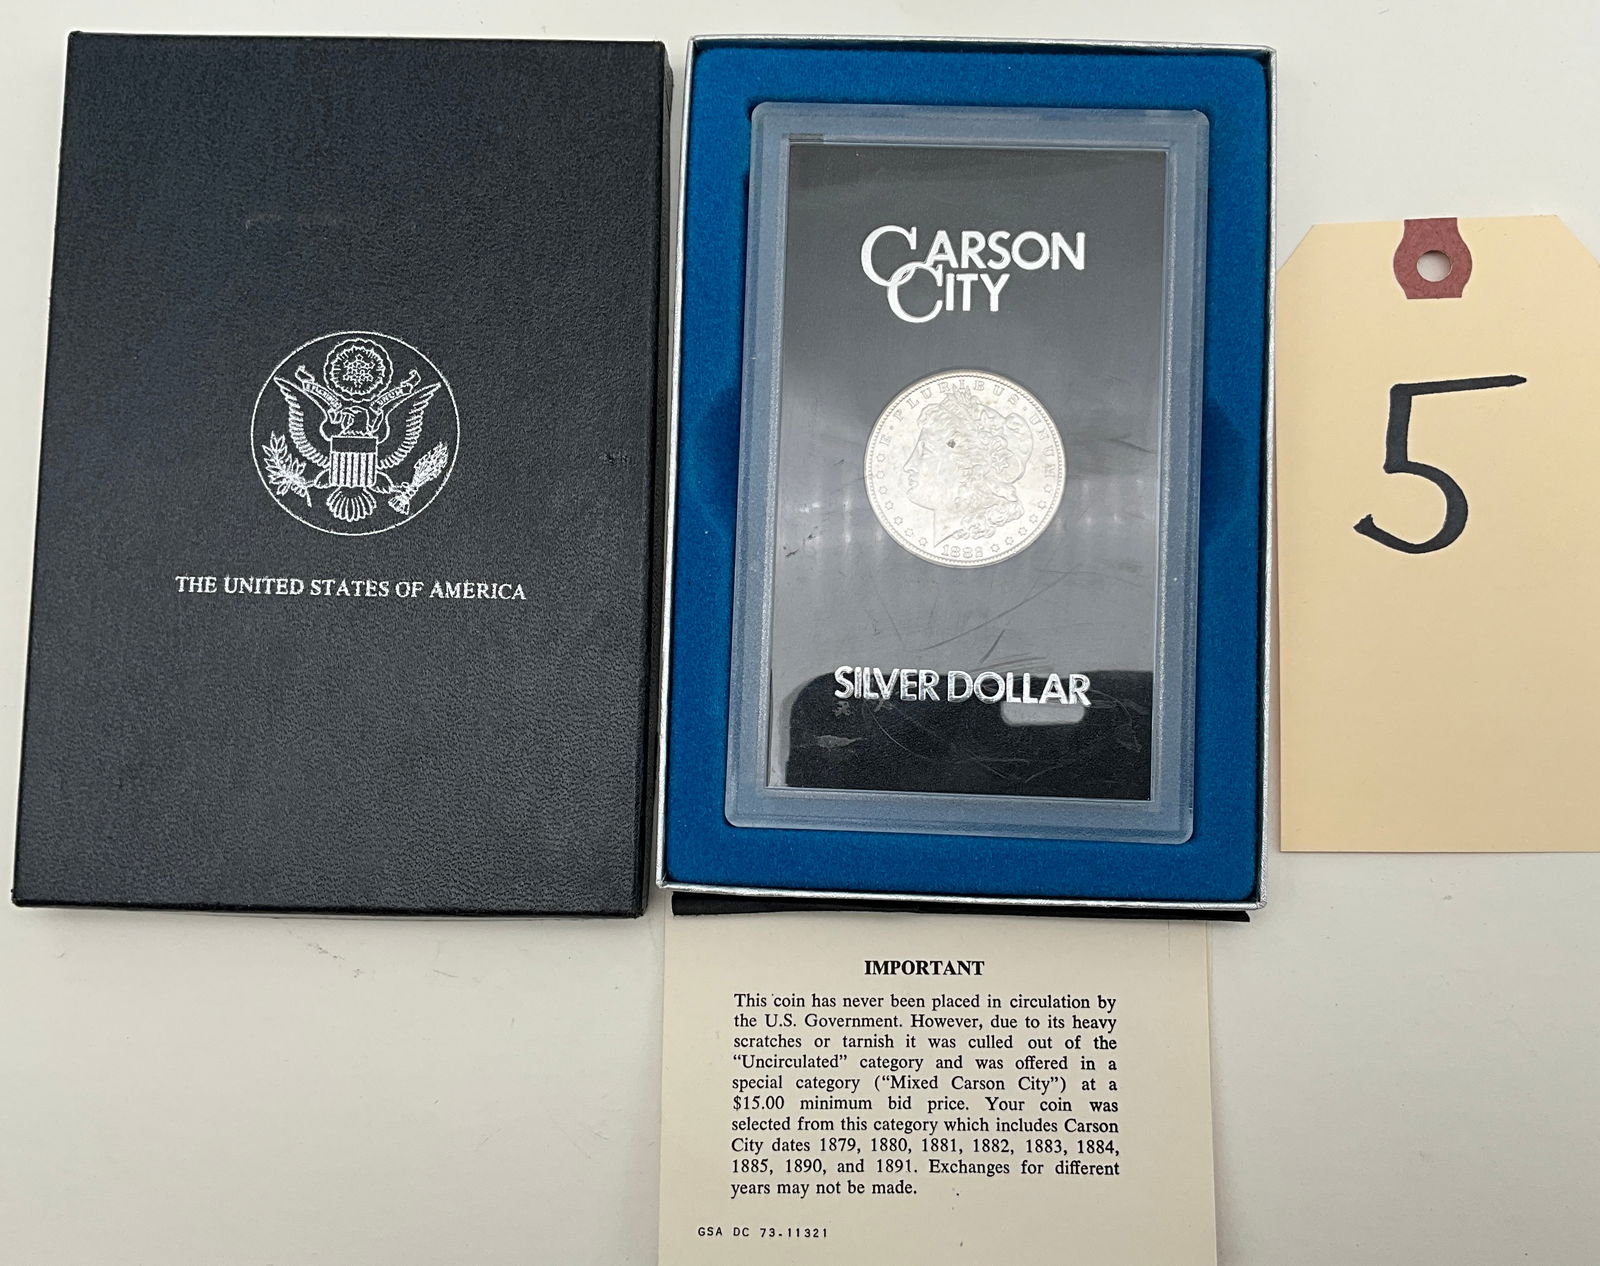 THE UNITED STATES OF AMERICA
CARSON
CITY
E·PLURIBUS·UNUM
1882
SILVER DOLLAR
5
IMPORTANT
This coin has never been placed in circulation by
the U.S. Government. However, due to its heavy
scratches or tarnish it was culled out of the
“Uncirculated” category and was offered in a
special category (“Mixed Carson City”) at a
$15.00 minimum bid price. Your coin was
selected from this category which includes Carson
City dates 1879, 1880, 1881, 1882, 1883, 1884,
1885, 1890, and 1891. Exchanges for different
years may not be made.
GSA DC 73-11321